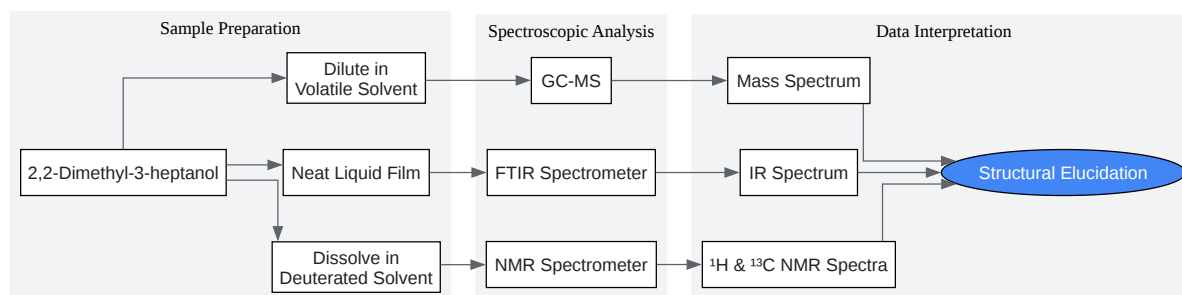 Sample Preparation
Spectroscopic Analysis
Data Interpretation
Dilute in
Volatile Solvent
GC-MS
Mass Spectrum
2,2-Dimethyl-3-heptanol
Neat Liquid Film
FTIR Spectrometer
IR Spectrum
Structural Elucidation
Dissolve in
Deuterated Solvent
NMR Spectrometer
¹H & ¹³C NMR Spectra